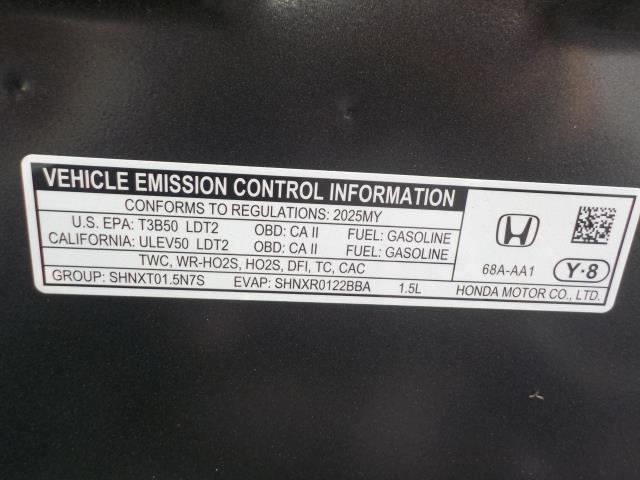 VEHICLE EMISSION CONTROL INFORMATION
CONFORMS TO REGULATIONS: 2025MY
U.S. EPA: T3B50 LDT2 OBD: CA II FUEL: GASOLINE
CALIFORNIA: ULEV50 LDT2 OBD: CA II FUEL: GASOLINE
TWC, WR-HO2S, HO2S, DFI, TC, CAC
GROUP: SHNXT01.5N7S EVAP: SHNXR0122BBA 1.5L
68A-AA1 Y-8
HONDA MOTOR CO., LTD.